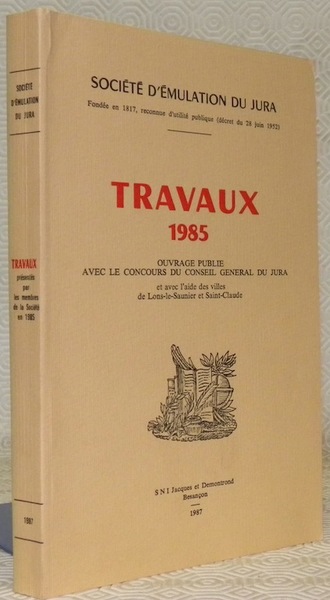 SOCIÉTÉ
D'ÉMULATION
DU JURA
TRAVAUX
présentés
par
les membres
de la Société
en 1985
1987
SOCIÉTÉ D'ÉMULATION DU JURA
Fondée en 1817, reconnue d'utilité publique (décret du 28 juin 1952)
TRAVAUX
1985
OUVRAGE PUBLIE
AVEC LE CONCOURS DU CONSEIL GENERAL DU JURA
et avec l'aide des villes
de Lons-le-Saunier et Saint-Claude
SNI Jacques et Demontrond
Besançon
1987